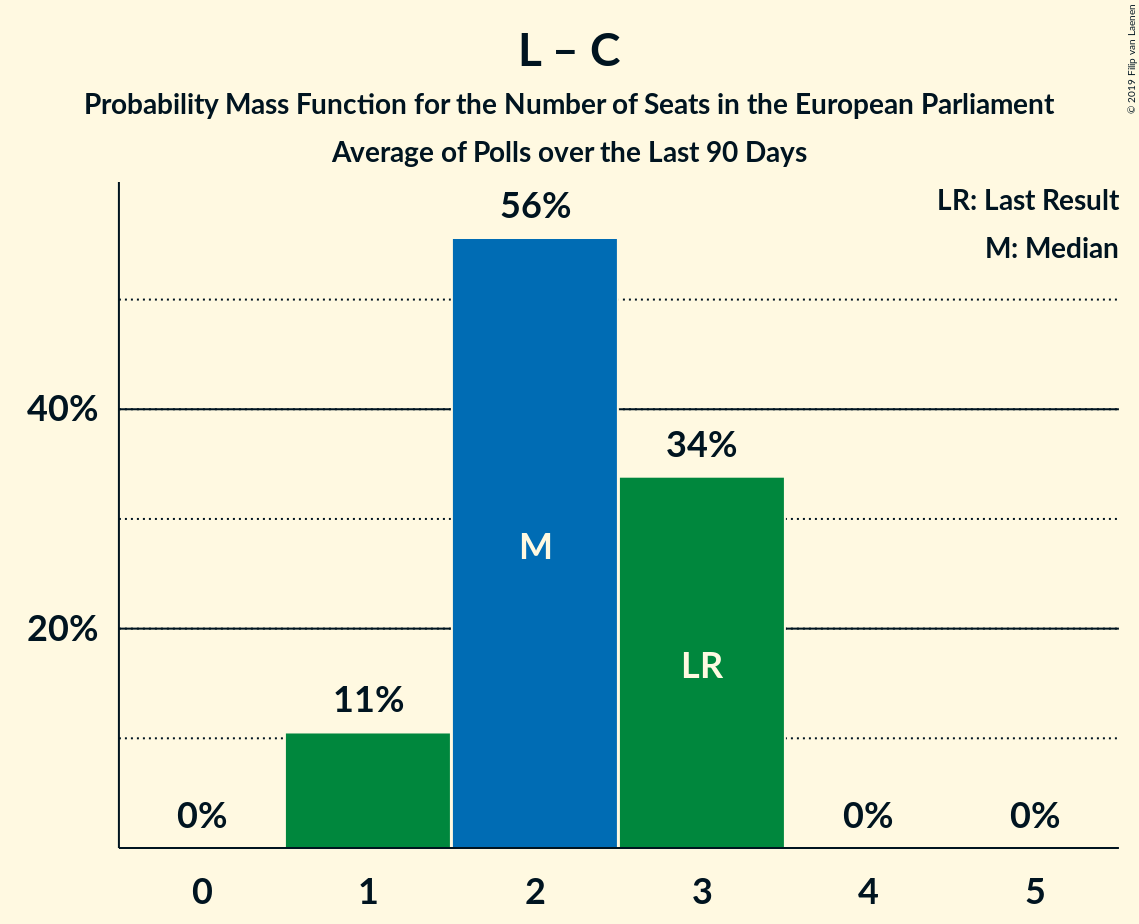 L – C
Probability Mass Function for the Number of Seats in the European Parliament
Average of Polls over the Last 90 Days
© 2019 Filip van Laenen
LR: Last Result
M: Median
56%
40%
34%
M
20%
LR
11%
0%
0%
0%
0 1 2 3 4 5